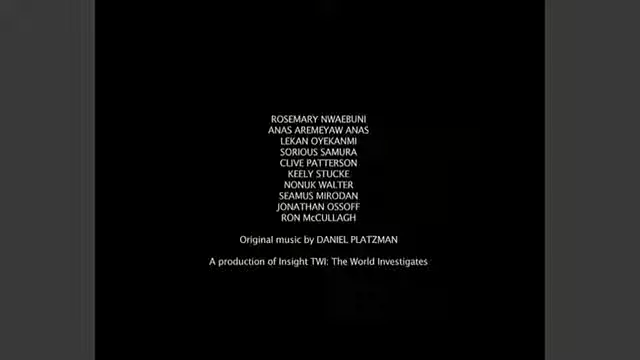 ROSEMARY NWAEBUNI
ANAS AREMEYAW ANAS
LEKAN OYEKANMI
SORIOUS SAMURA
CLIVE PATTERSON
KEELY STUCKE
NONUK WALTER
SEAMUS MIRODAN
JONATHAN OSSOFF
RON McCULLAGH
Original music by DANIEL PLATZMAN
A production of Insight TWI: The World Investigates